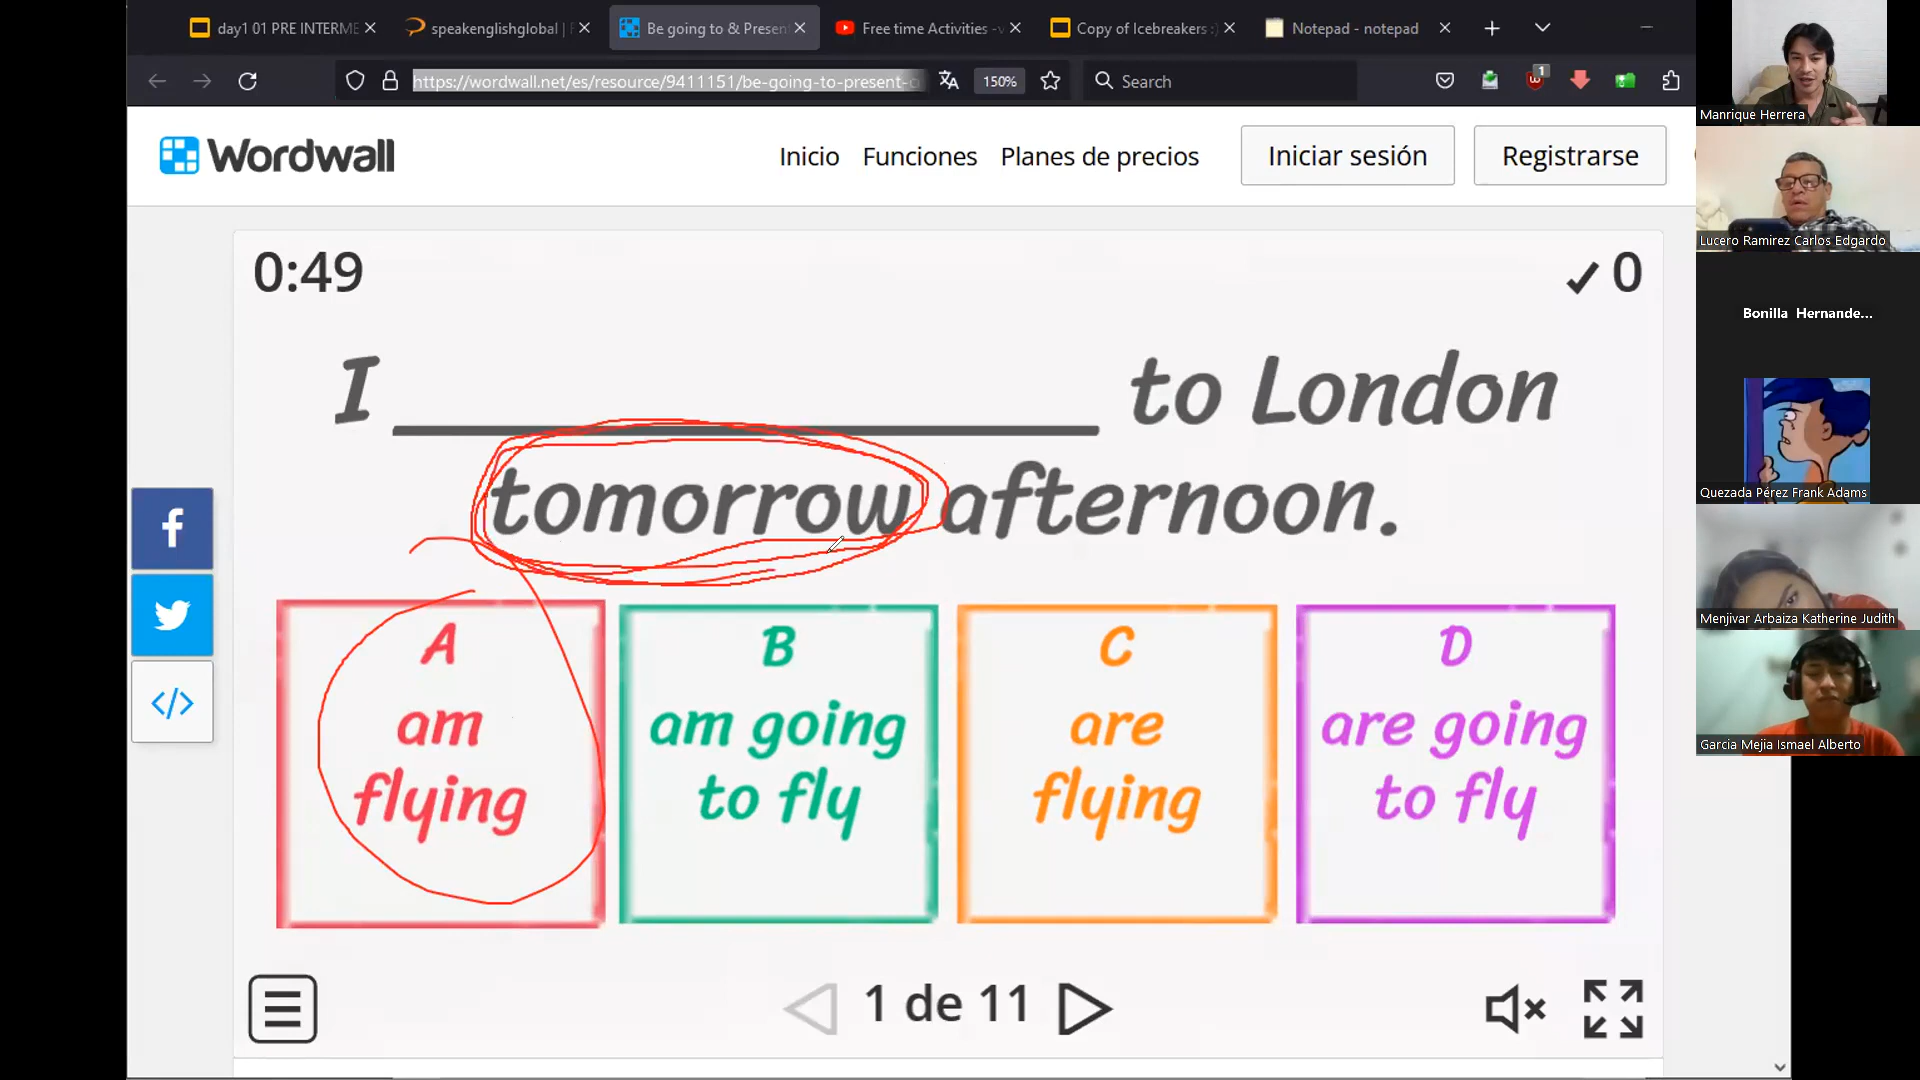 day1 01 PRE INTERME
speakenglishglobal |
Be going to & Presen
Free time Activities -v
Copy of Icebreakers :)
Notepad - notepad
https://wordwall.net/es/resource/9411151/be-going-to-present-c
150%
Search
1
Wordwall
Inicio
Funciones
Planes de precios
Iniciar sesión
Registrarse
0:49
0
I ______ to London
tomorrow afternoon.
A
am
flying
B
am going
to fly
C
are
flying
D
are going
to fly
1 de 11
Manrique Herrera
Lucero Ramirez Carlos Edgardo
Bonilla Hernande...
Quezada Pérez Frank Adams
Menjivar Arbaiza Katherine Judith
Garcia Mejia Ismael Alberto